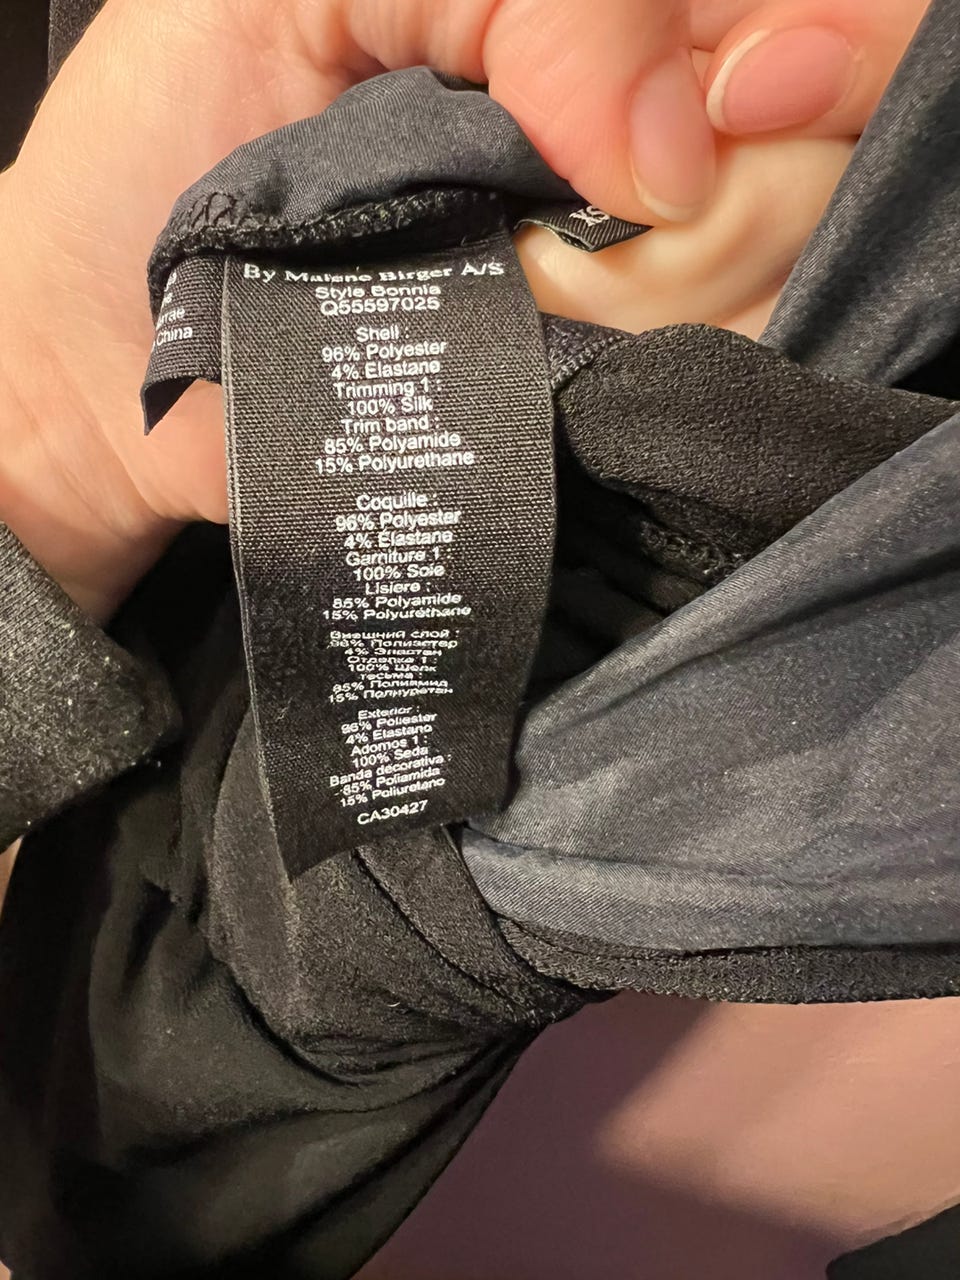 XS
rae
China
By Malene Birger A/S
Style Bonnia
Q55597025
Shell :
96% Polyester
4% Elastane
Trimming 1 :
100% Silk
Trim band :
85% Polyamide
15% Polyurethane
Coquille :
96% Polyester
4% Elastane
Garniture 1 :
100% Soie
Lisiere :
85% Polyamide
15% Polyuréthane
Внешний слой :
96% Полиэстер
4% Эластан
Отделка 1 :
100% Шелк
тесьма :
85% Полиамид
15% Полиуретан
Exterior :
96% Poliester
4% Elastano
Adornos 1 :
100% Seda
Banda decorativa :
85% Poliamida
15% Poliuretano
CA30427